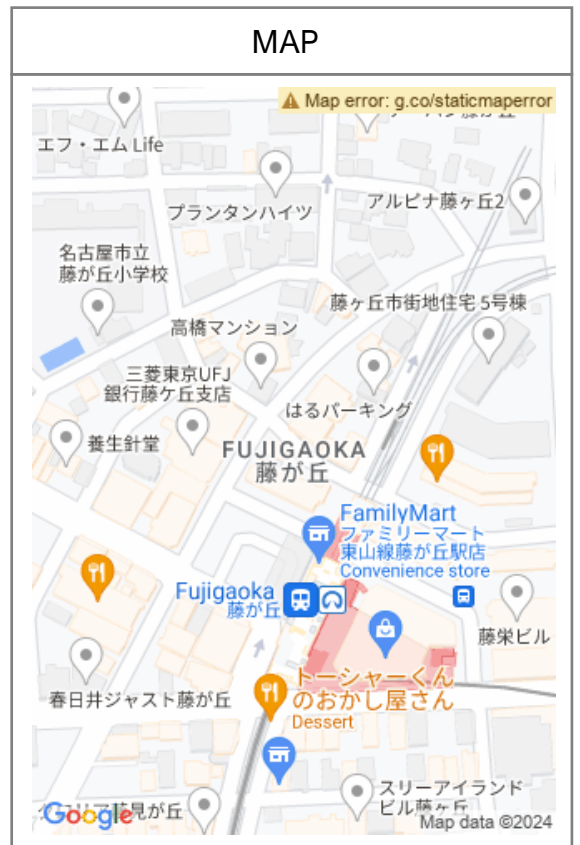 MAP
Map error: g.co/staticmaperror
エフ・エム Life
プランタンハイツ
アルピナ藤ヶ丘2
名古屋市立
藤が丘小学校
藤ヶ丘市街地住宅 5号棟
高橋マンション
三菱東京UFJ
銀行藤ケ丘支店
はるパーキング
養生針堂
FUJIGAOKA
藤が丘
FamilyMart
ファミリーマート
東山線藤が丘駅店
Convenience store
Fujigaoka
藤が丘
藤栄ビル
トーシャーくん
のおかし屋さん
Dessert
春日井ジャスト藤が丘
スリーアイランド
ビル藤ヶ丘
見が丘
Google
Map data ©2024